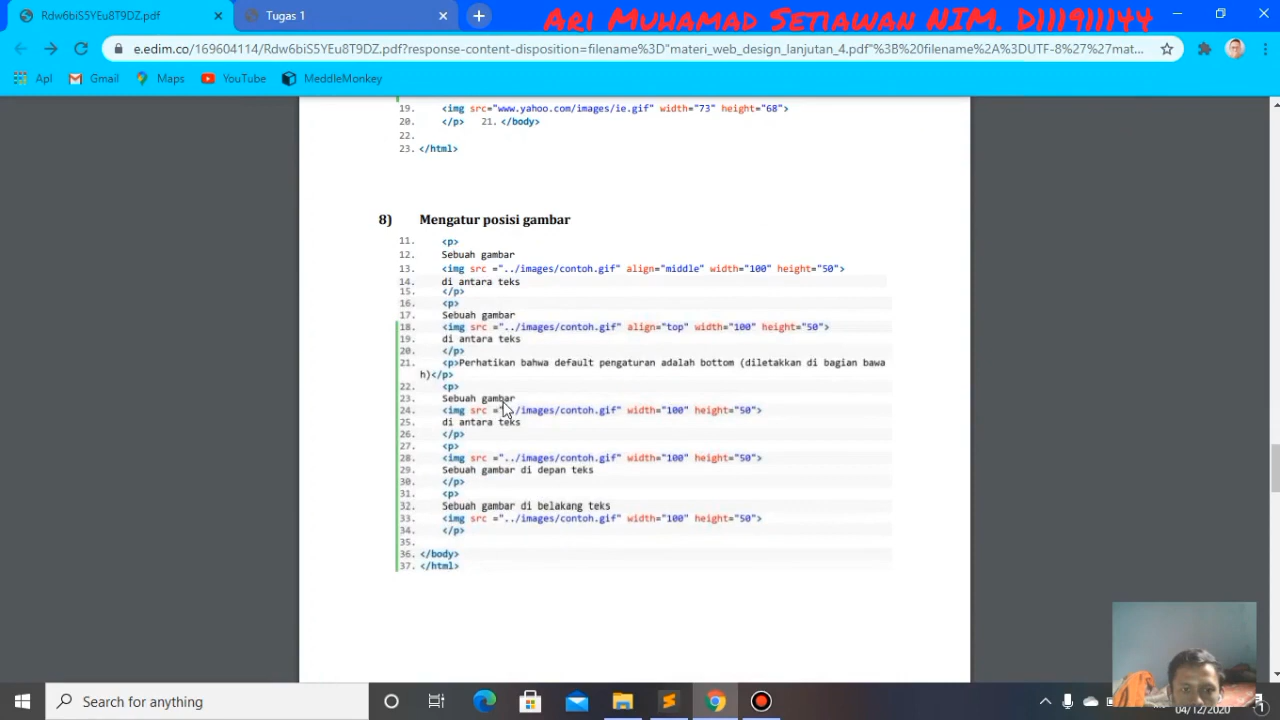 Rdw6biS5YEu8T9DZ.pdf
Tugas 1
Ari Muhamad Setiawan NIM. D111911144
e.edim.co/169604114/Rdw6biS5YEu8T9DZ.pdf?response-content-disposition=filename%3D"materi_web_design_lanjutan_4.pdf"%3B%20filename%2A%3DUTF-8%27%27mat...
Apl Gmail Maps YouTube MeddleMonkey
19. <img src="www.yahoo.com/images/ie.gif" width="73" height="68">
20. </p> 21. </body>
22.
23. </html>
8) Mengatur posisi gambar
11. <p>
12. Sebuah gambar
13. <img src ="../images/contoh.gif" align="middle" width="100" height="50">
14. di antara teks
15. </p>
16. <p>
17. Sebuah gambar
18. <img src ="../images/contoh.gif" align="top" width="100" height="50">
19. di antara teks
20. </p>
21. <p>Perhatikan bahwa default pengaturan adalah bottom (diletakkan di bagian bawa
h)</p>
22. <p>
23. Sebuah gambar
24. <img src ="../images/contoh.gif" width="100" height="50">
25. di antara teks
26. </p>
27. <p>
28. <img src ="../images/contoh.gif" width="100" height="50">
29. Sebuah gambar di depan teks
30. </p>
31. <p>
32. Sebuah gambar di belakang teks
33. <img src ="../images/contoh.gif" width="100" height="50">
34. </p>
35.
36. </body>
37. </html>
Search for anything
04/12/2020
1